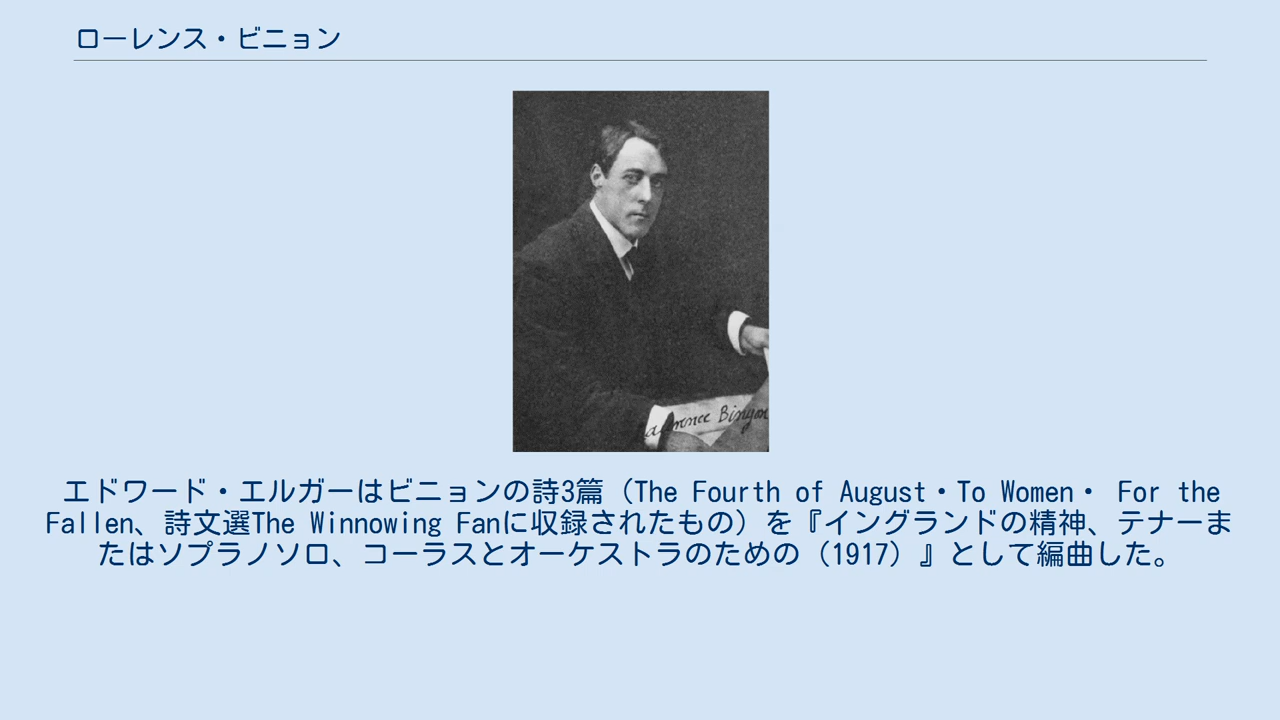 ローレンス・ビニョン
Laurence Binyon
エドワード・エルガーはビニョンの詩3篇（The Fourth of August・To Women・ For the
Fallen、詩文選The Winnowing Fanに収録されたもの）を『イングランドの精神、テナーま
たはソプラノソロ、コーラスとオーケストラのための（1917）』として編曲した。